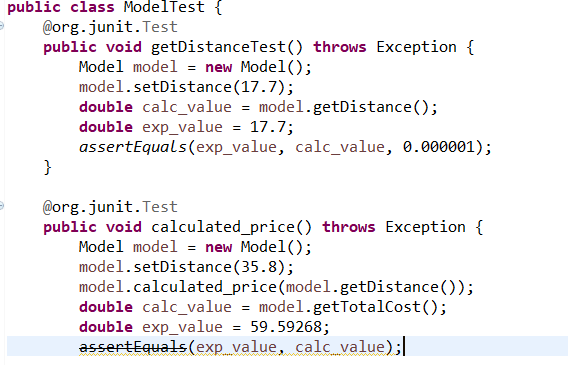 public class ModelTest {
@org.junit.Test
public void getDistanceTest() throws Exception {
Model model = new Model();
model.setDistance(17.7);
double calc_value = model.getDistance();
double exp_value = 17.7;
assertEquals(exp_value, calc_value, 0.000001);
}
@org.junit.Test
public void calculated_price() throws Exception {
Model model = new Model();
model.setDistance(35.8);
model.calculated_price(model.getDistance());
double calc_value = model.getTotalCost();
double exp_value = 59.59268;
assertEquals(exp_value, calc_value);